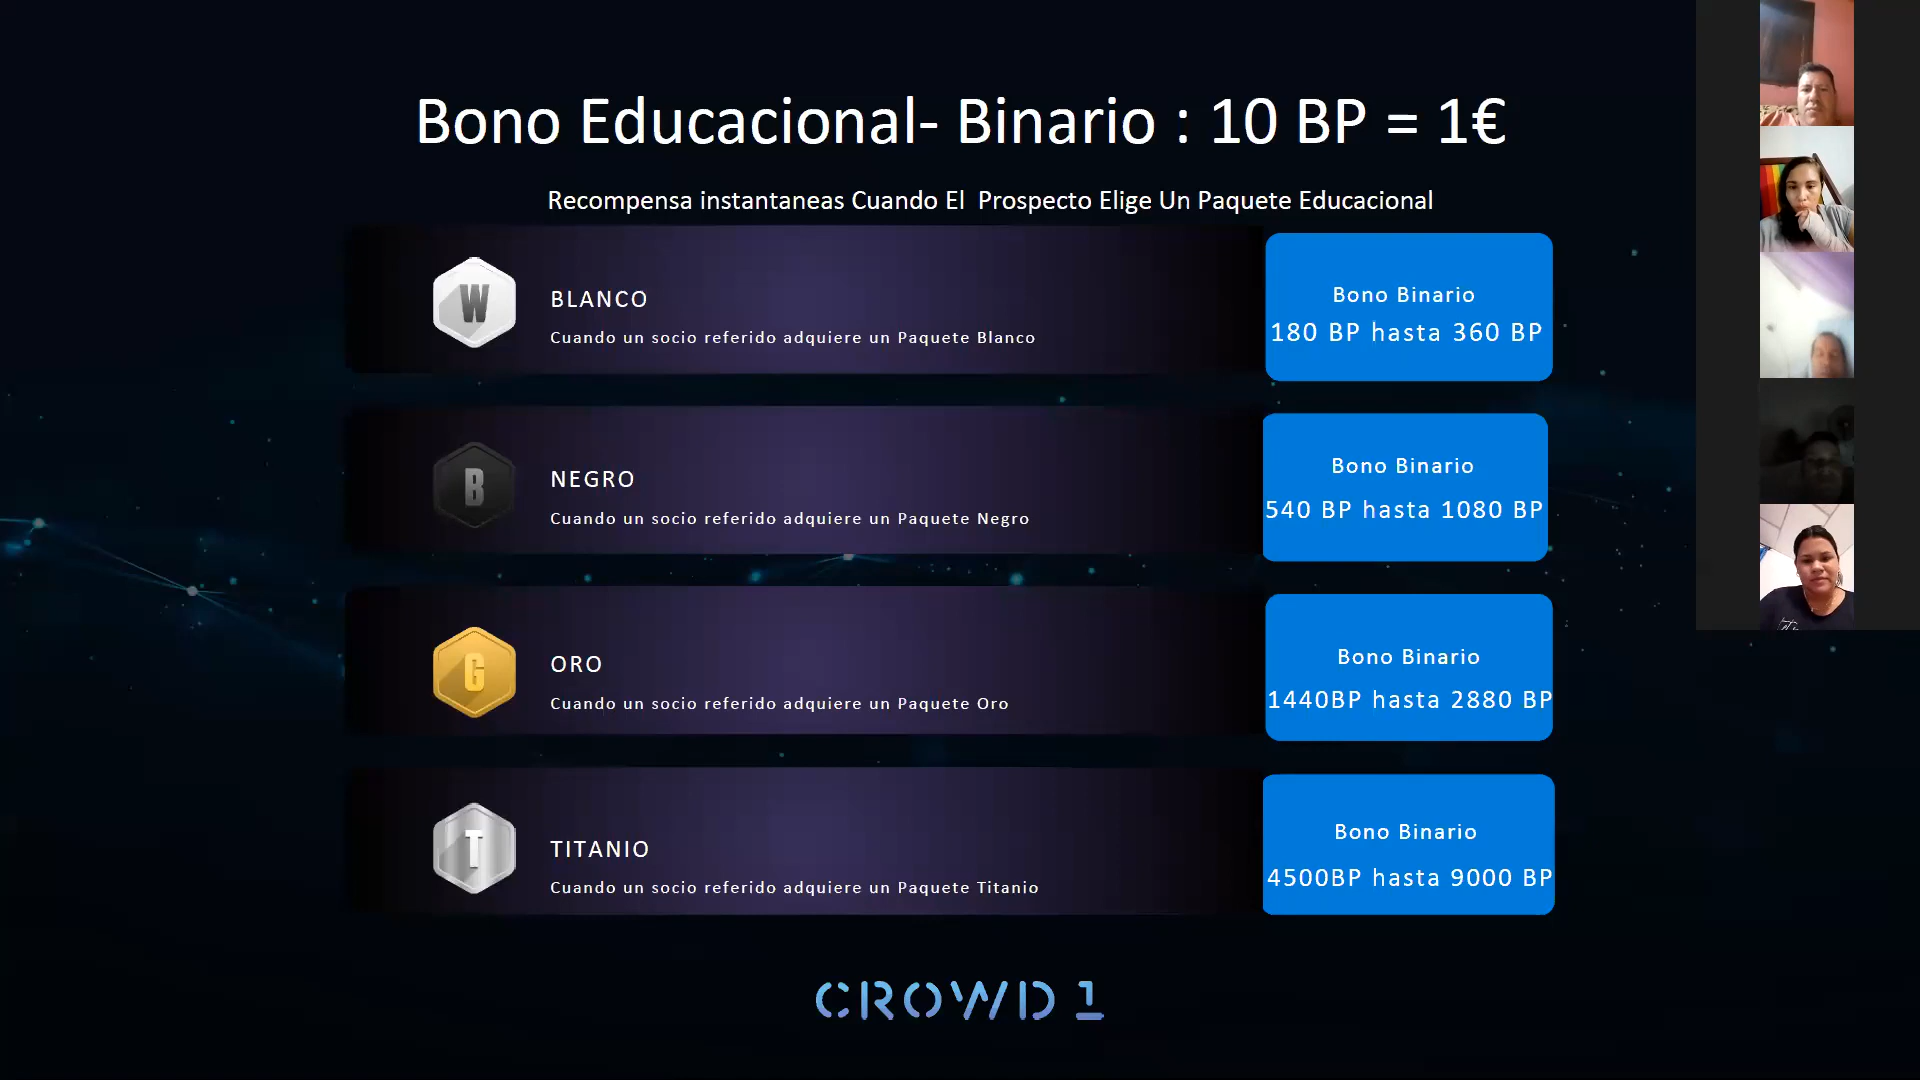 Bono Educacional- Binario : 10 BP = 1€
Recompensa instantaneas Cuando El Prospecto Elige Un Paquete Educacional
W
BLANCO
Cuando un socio referido adquiere un Paquete Blanco
Bono Binario
180 BP hasta 360 BP
B
NEGRO
Cuando un socio referido adquiere un Paquete Negro
Bono Binario
540 BP hasta 1080 BP
G
ORO
Cuando un socio referido adquiere un Paquete Oro
Bono Binario
1440BP hasta 2880 BP
T
TITANIO
Cuando un socio referido adquiere un Paquete Titanio
Bono Binario
4500BP hasta 9000 BP
CROWD 1